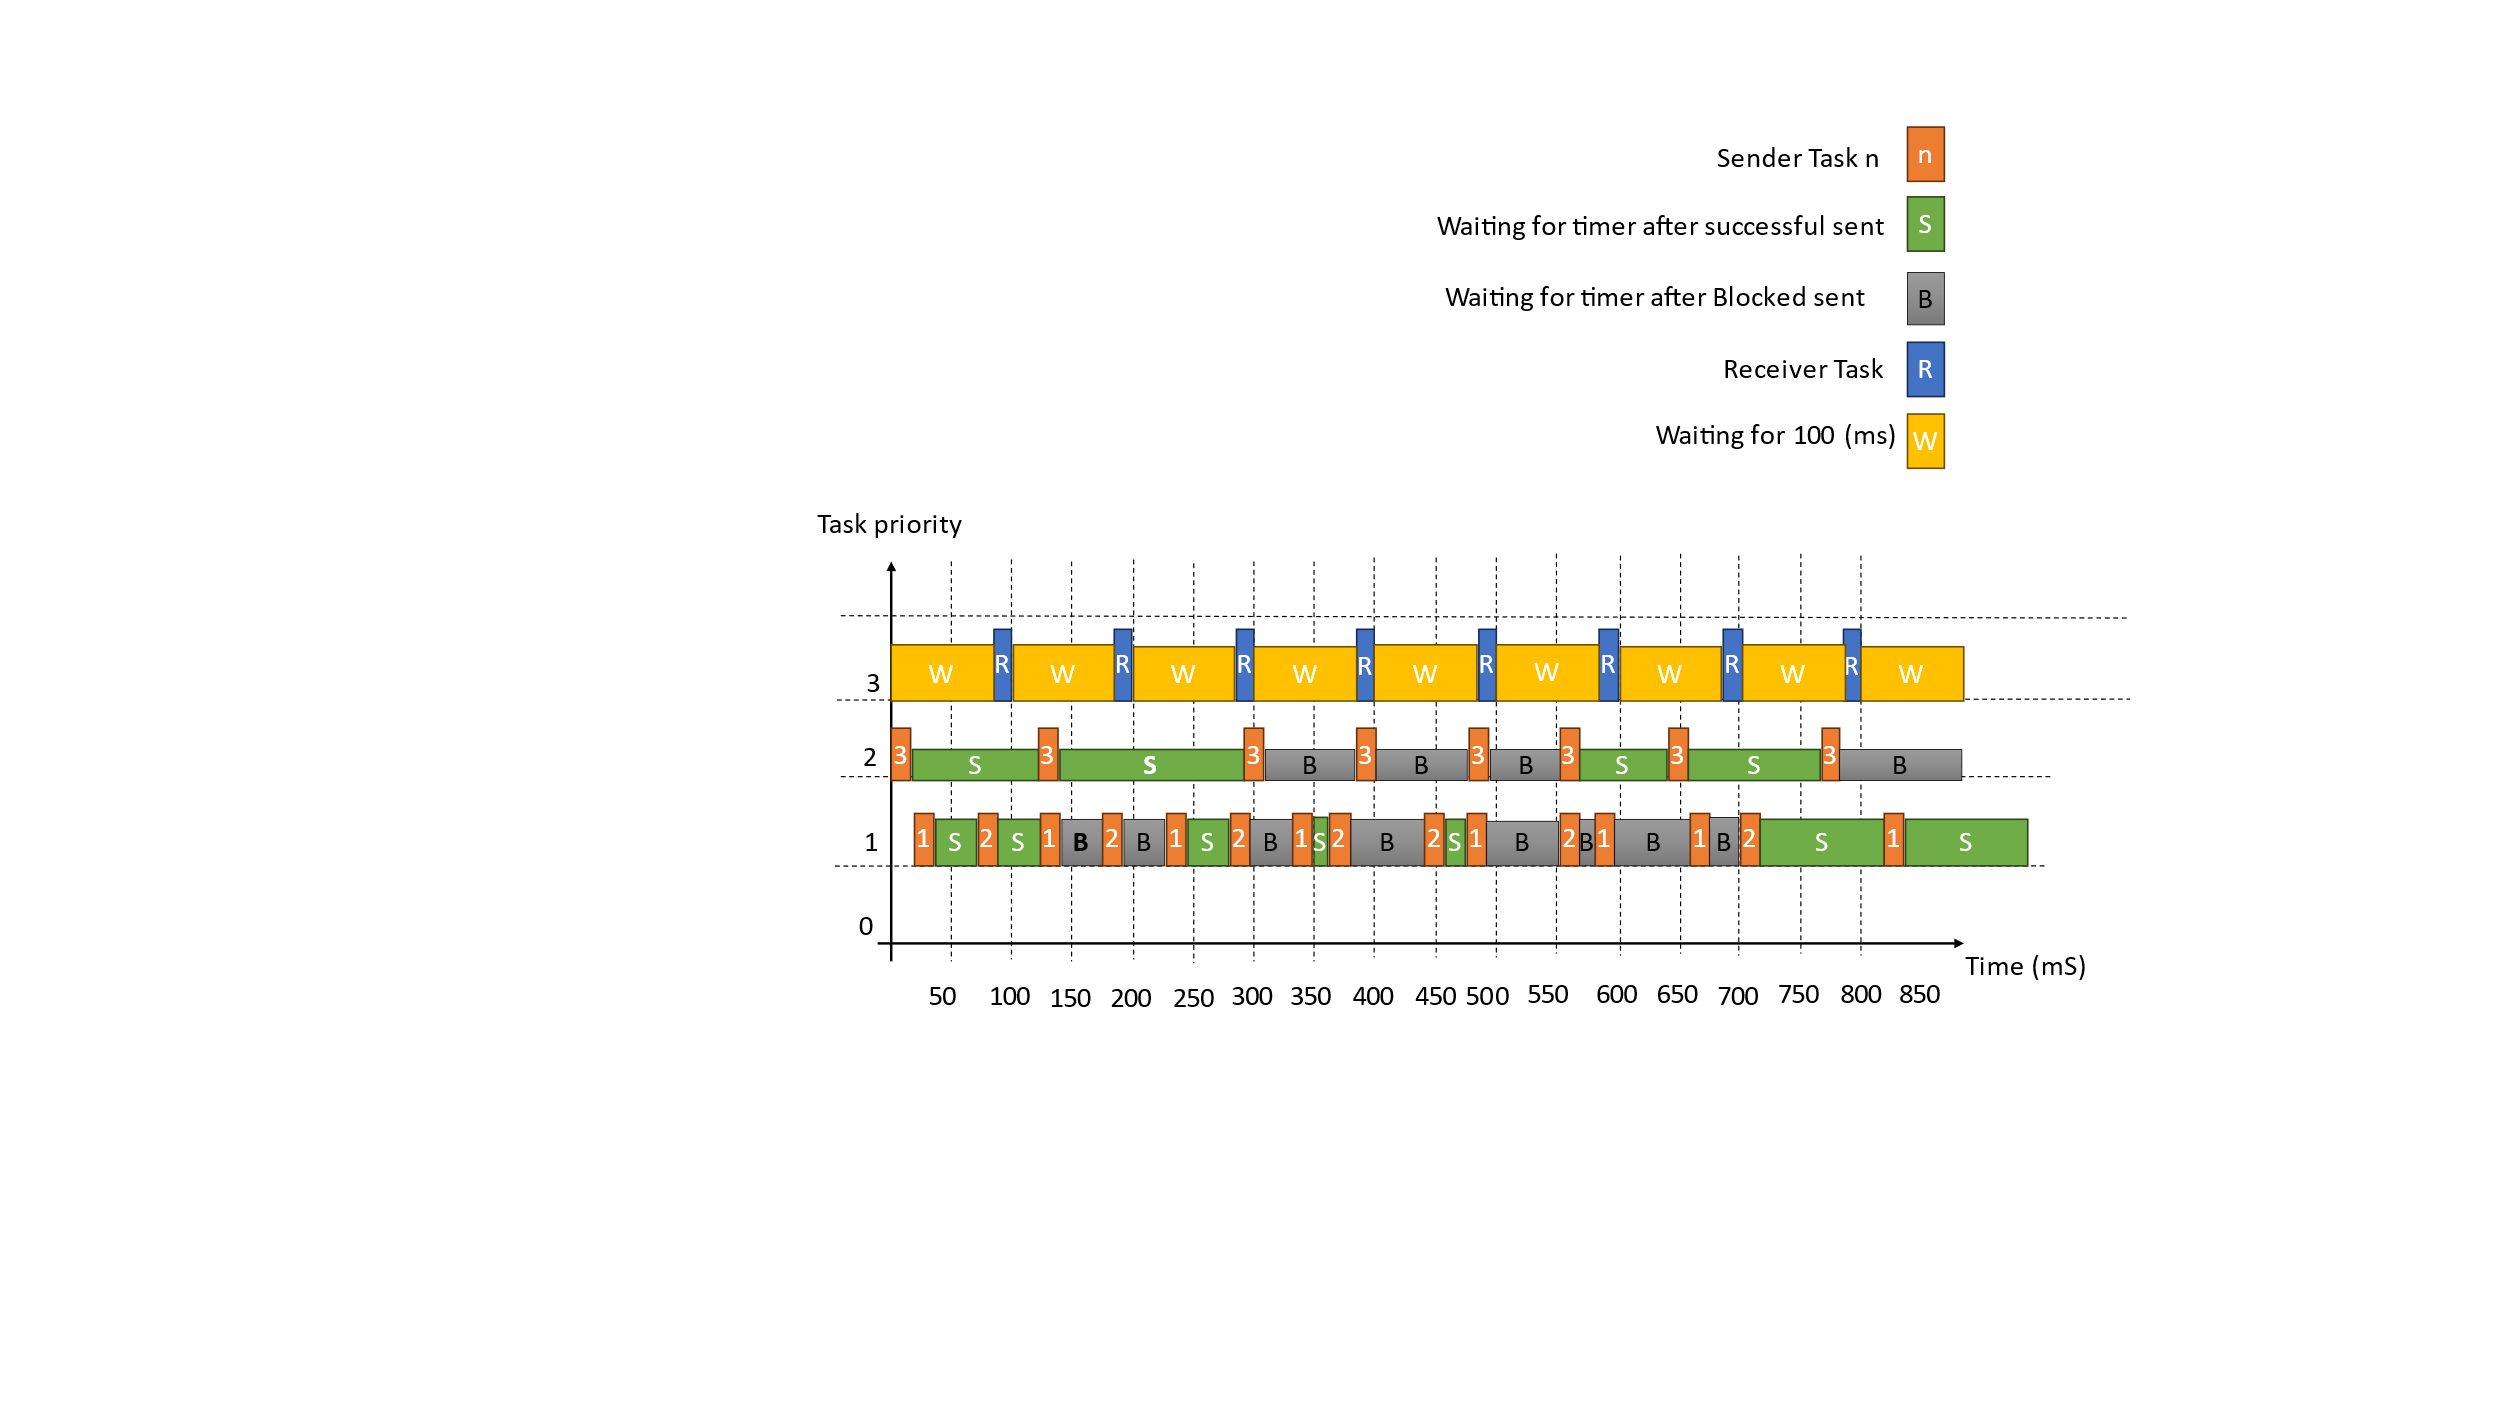 Sender Task n n
Waiting for timer after successful sent S
Waiting for timer after Blocked sent B
Receiver Task R
Waiting for 100 (ms) W
Task priority
3 W R W R W R W R W R W R W R W R W
2 3 S 3 S 3 B 3 B 3 B 3 S 3 S 3 B
1 1 S 2 S 1 B 2 B 1 S 2 B 1 S 2 B 2 S 1 B 2 B 1 B 1 B 2 S 1 S
0
Time (mS)
50 100 150 200 250 300 350 400 450 500 550 600 650 700 750 800 850